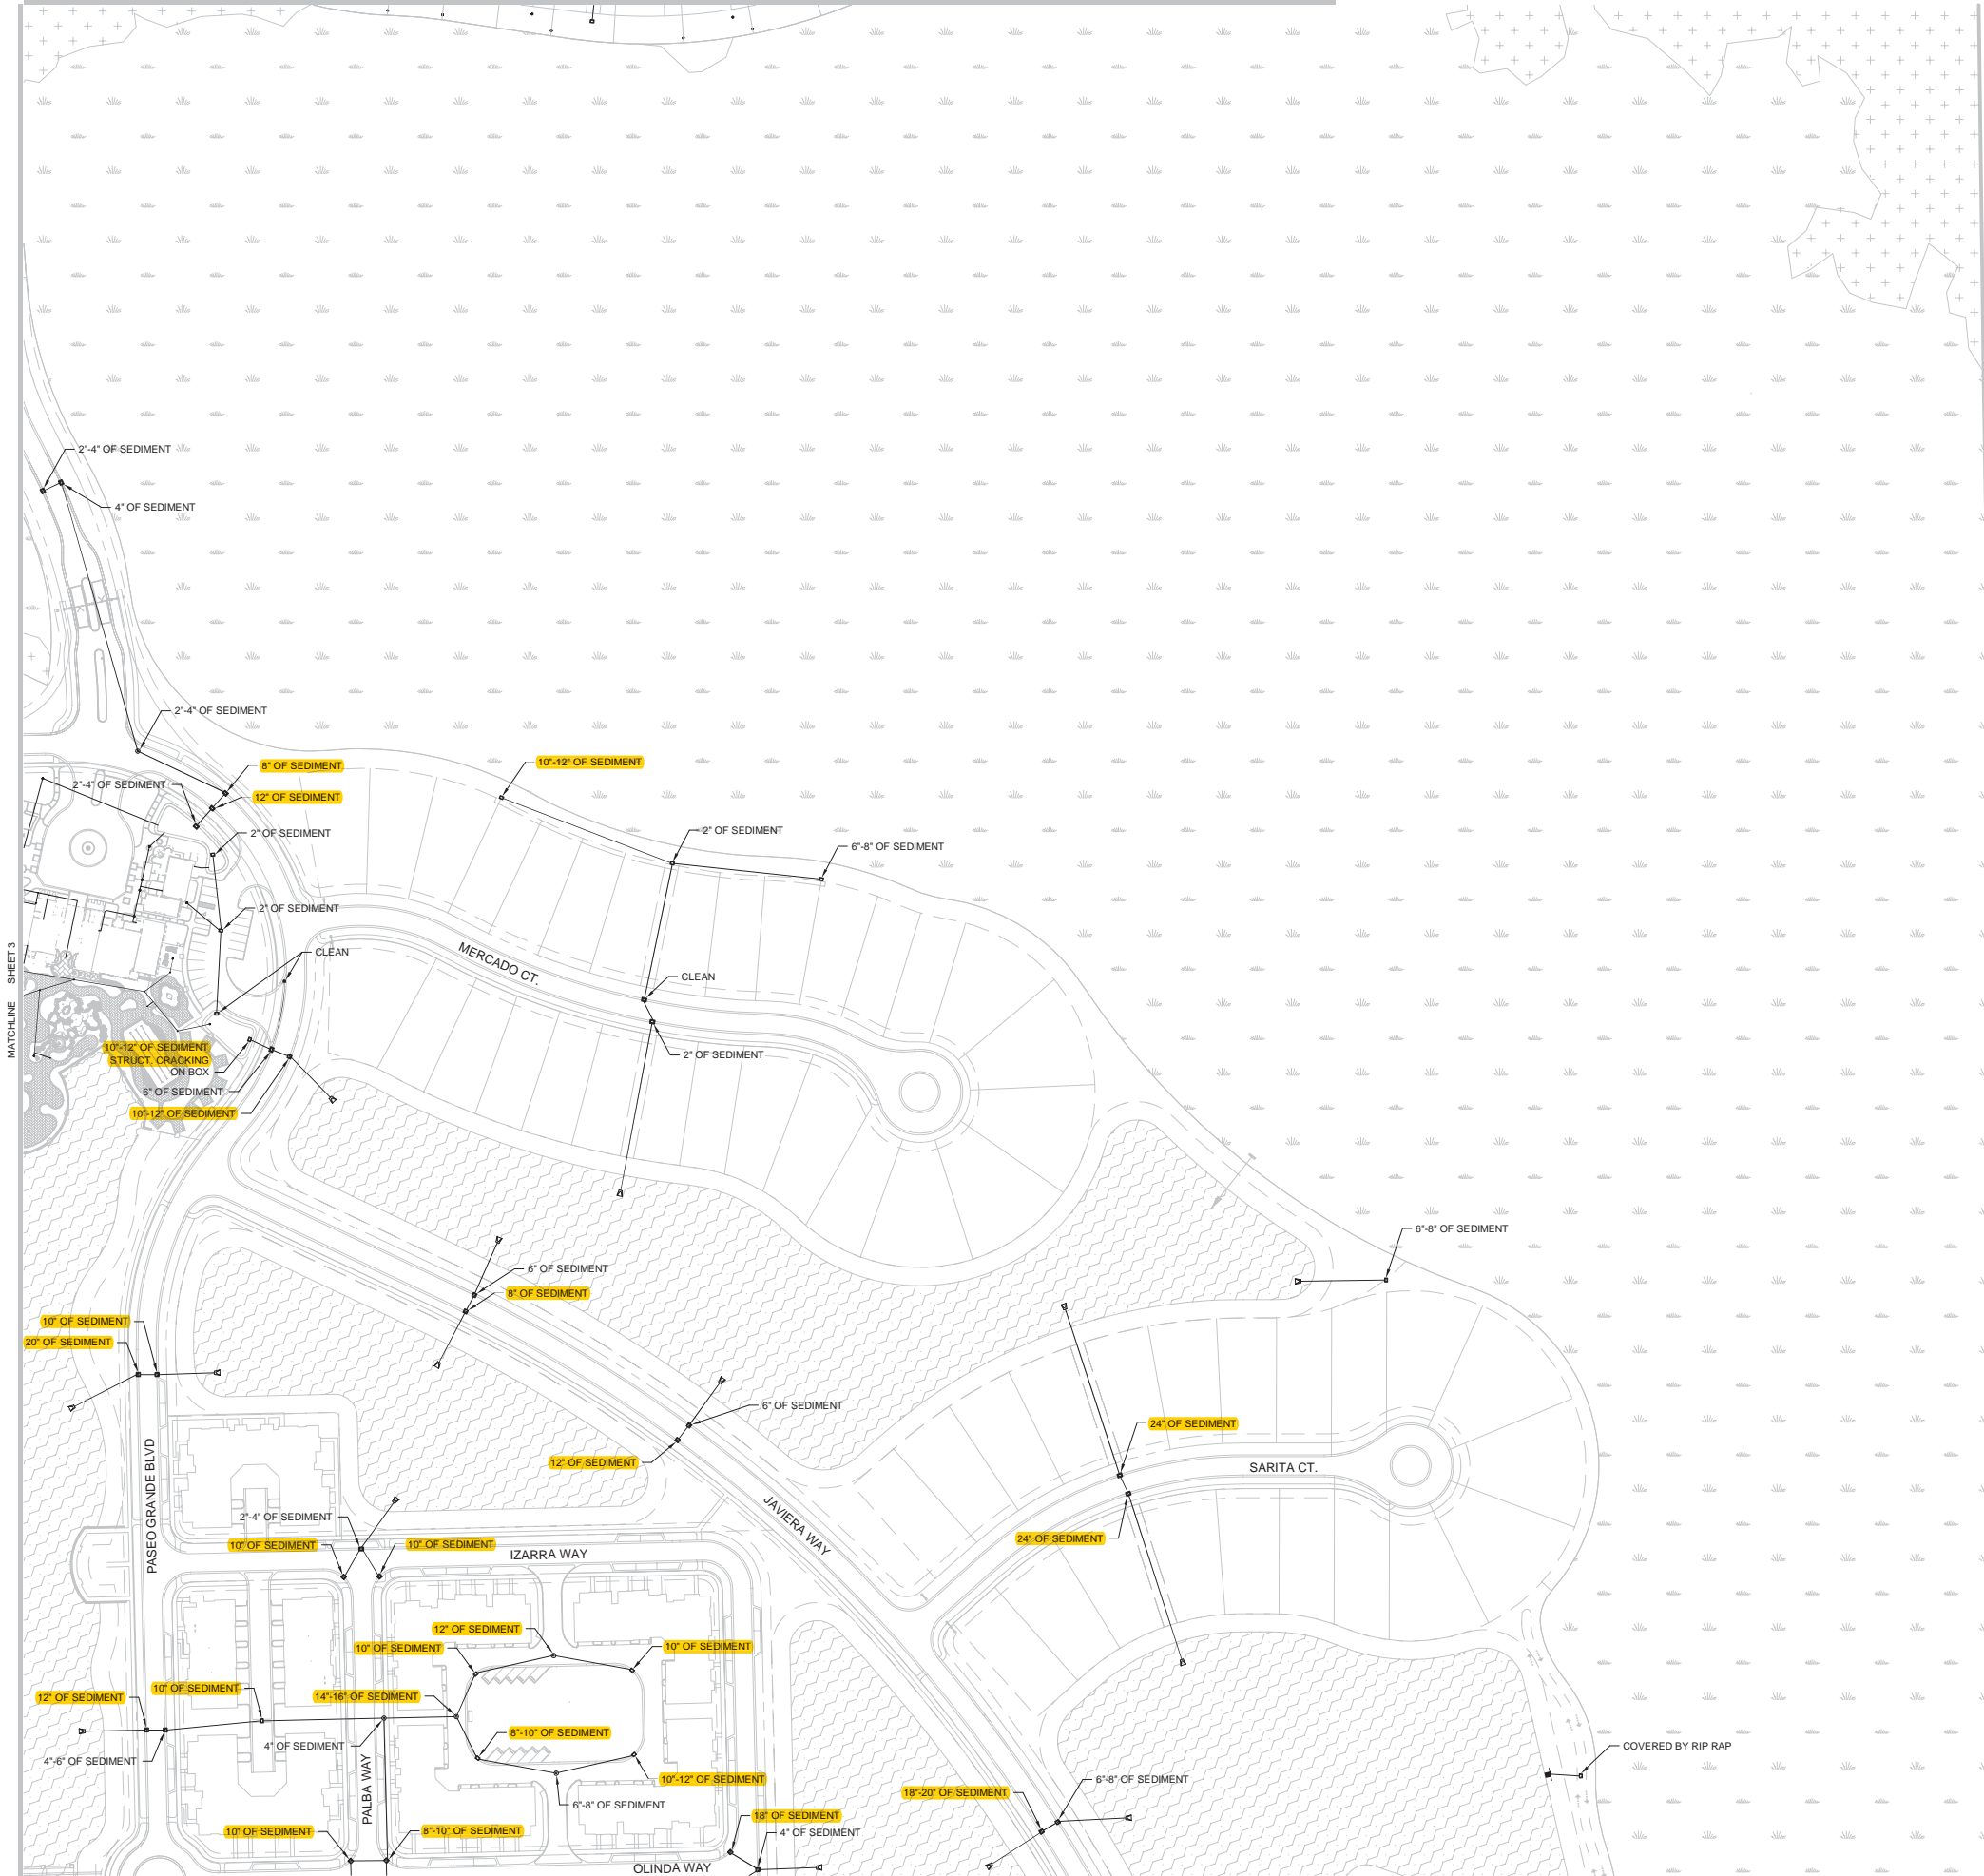 2"-4" OF SEDIMENT
4" OF SEDIMENT
2"-4" OF SEDIMENT
8" OF SEDIMENT
10"-12" OF SEDIMENT
2"-4" OF SEDIMENT
12" OF SEDIMENT
2" OF SEDIMENT
2" OF SEDIMENT
6"-8" OF SEDIMENT
2" OF SEDIMENT
MERCADO CT.
CLEAN
CLEAN
MATCHLINE SHEET 3
10"-12" OF SEDIMENT
STRUCT. CRACKING
ON BOX
2" OF SEDIMENT
6" OF SEDIMENT
10"-12" OF SEDIMENT
6"-8" OF SEDIMENT
6" OF SEDIMENT
8" OF SEDIMENT
10" OF SEDIMENT
20" OF SEDIMENT
6" OF SEDIMENT
24" OF SEDIMENT
12" OF SEDIMENT
SARITA CT.
PASEO GRANDE BLVD
JAVIERA WAY
2"-4" OF SEDIMENT
24" OF SEDIMENT
10" OF SEDIMENT
10" OF SEDIMENT
IZARRA WAY
12" OF SEDIMENT
10" OF SEDIMENT
10" OF SEDIMENT
10" OF SEDIMENT
12" OF SEDIMENT
14"-16" OF SEDIMENT
8"-10" OF SEDIMENT
4" OF SEDIMENT
4"-6" OF SEDIMENT
COVERED BY RIP RAP
10"-12" OF SEDIMENT
6"-8" OF SEDIMENT
PALBA WAY
18"-20" OF SEDIMENT
6"-8" OF SEDIMENT
18" OF SEDIMENT
10" OF SEDIMENT
8"-10" OF SEDIMENT
4" OF SEDIMENT
OLINDA WAY